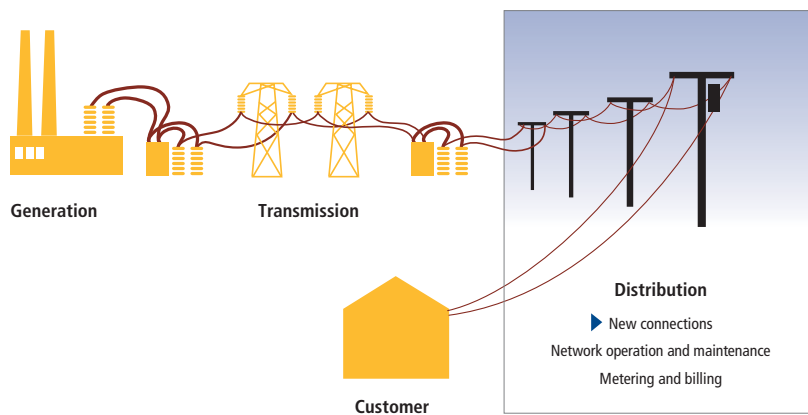 Generation
Transmission
Distribution
New connections
Network operation and maintenance
Metering and billing
Customer